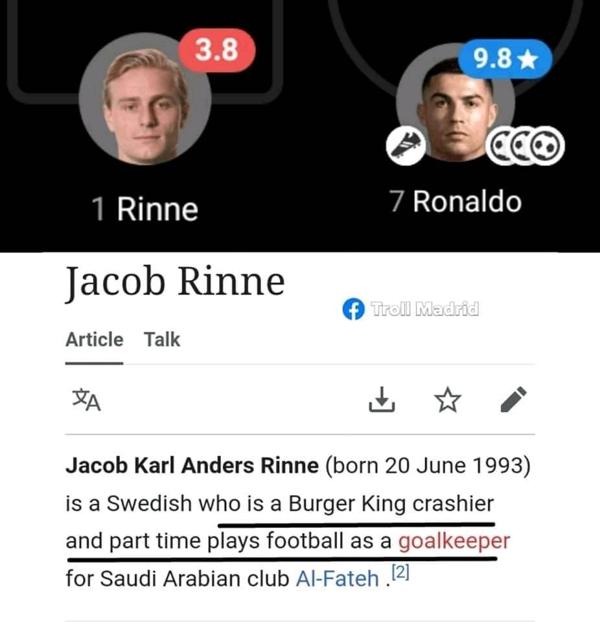 3.8
9.8★
1 Rinne
7 Ronaldo
Jacob Rinne
Troll Madrid
Article Talk
Jacob Karl Anders Rinne (born 20 June 1993)
is a Swedish who is a Burger King crashier
and part time plays football as a goalkeeper
for Saudi Arabian club Al-Fateh .[2]